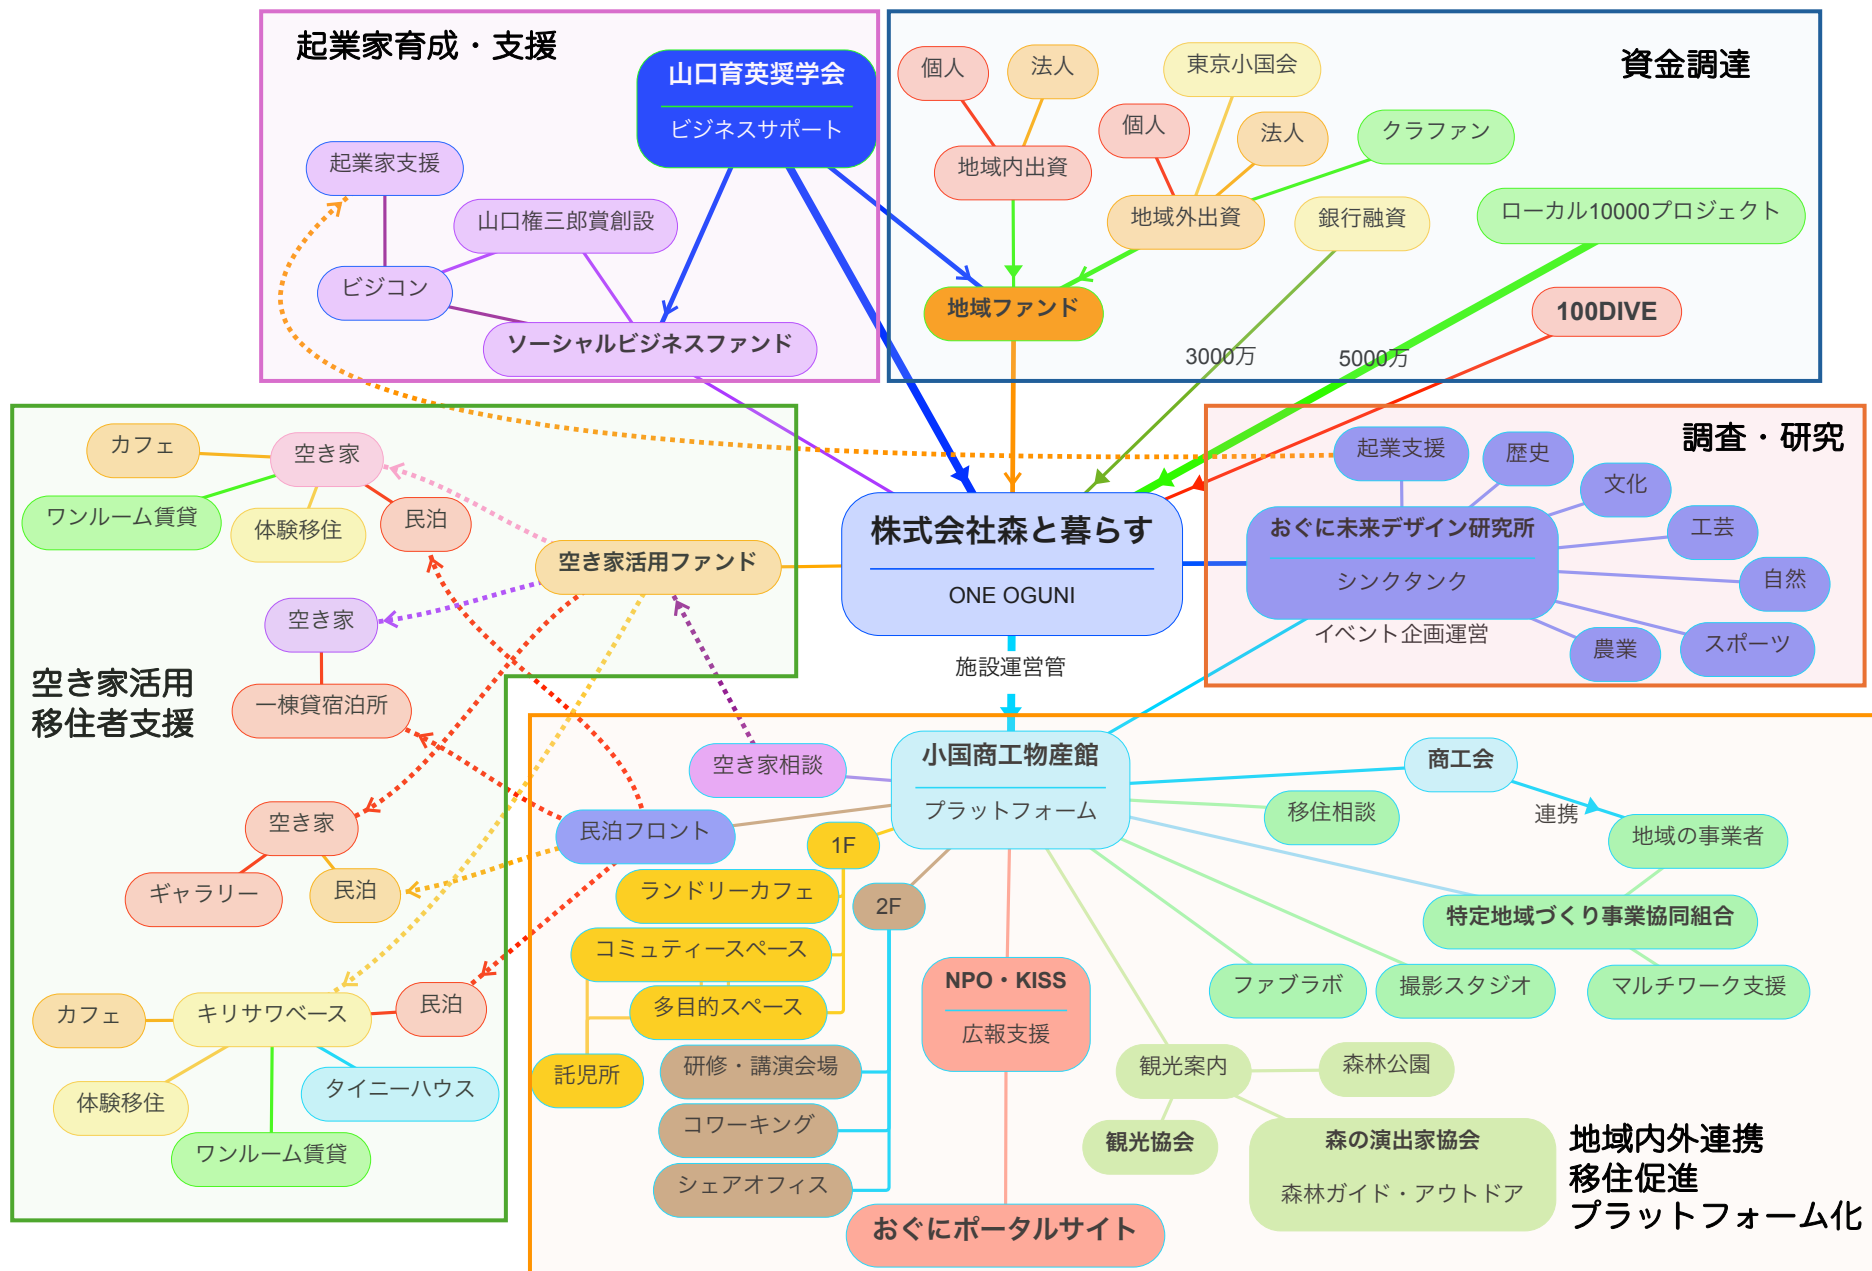 起業家育成・支援
山口育英奨学会
ビジネスサポート
起業家支援
山口権三郎賞創設
ビジコン
ソーシャルビジネスファンド
資金調達
個人
法人
東京小国会
個人
法人
クラファン
地域内出資
地域外出資
銀行融資
ローカル10000プロジェクト
地域ファンド
100DIVE
3000万
5000万
調査・研究
起業支援
歴史
文化
工芸
自然
スポーツ
農業
おぐに未来デザイン研究所
シンクタンク
イベント企画運営
株式会社森と暮らす
ONE OGUNI
施設運営管
空き家活用
移住者支援
カフェ
空き家
ワンルーム賃貸
体験移住
民泊
空き家活用ファンド
空き家
一棟貸宿泊所
空き家
ギャラリー
民泊
カフェ
キリサワベース
民泊
体験移住
タイニーハウス
ワンルーム賃貸
空き家相談
小国商工物産館
プラットフォーム
民泊フロント
1F
ランドリーカフェ
コミュティースペース
多目的スペース
託児所
2F
研修・講演会場
コワーキング
シェアオフィス
NPO・KISS
広報支援
おぐにポータルサイト
商工会
連携
移住相談
地域の事業者
特定地域づくり事業協同組合
ファブラボ
撮影スタジオ
マルチワーク支援
観光案内
森林公園
観光協会
森の演出家協会
森林ガイド・アウトドア
地域内外連携
移住促進
プラットフォーム化